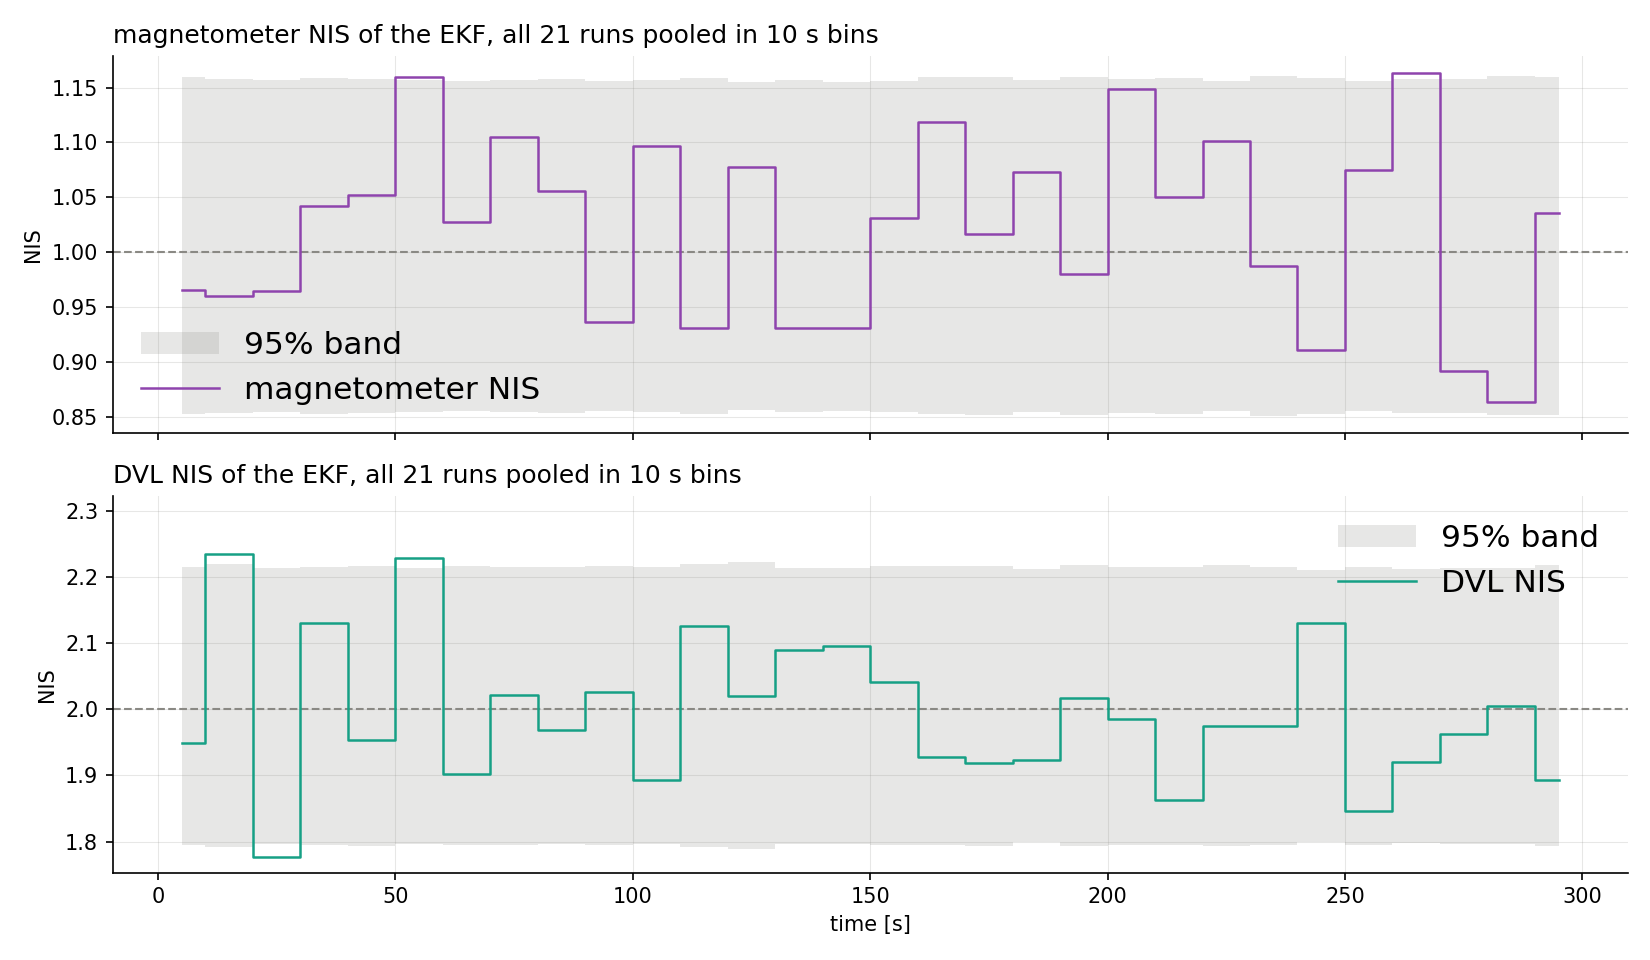 magnetometer NIS of the EKF, all 21 runs pooled in 10 s bins
1.15
1.10
1.05
1.00
0.95
0.90
0.85
NIS
95% band
magnetometer NIS
DVL NIS of the EKF, all 21 runs pooled in 10 s bins
2.3
2.2
2.1
2.0
1.9
1.8
NIS
95% band
DVL NIS
0 50 100 150 200 250 300
time [s]